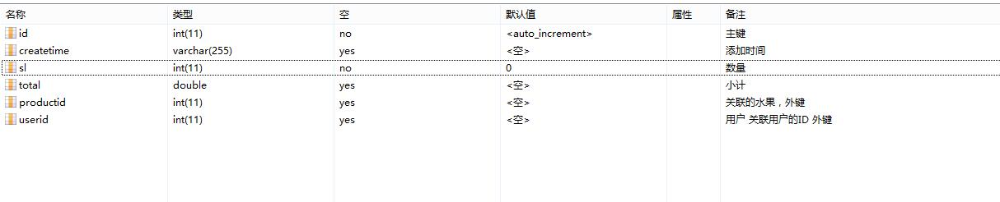 名称 类型 空 默认值 属性 备注
id int(11) no <auto_increment> 主键
createtime varchar(255) yes <空> 添加时间
sl int(11) no 0 数量
total double yes <空> 小计
productid int(11) yes <空> 关联的水果，外键
userid int(11) yes <空> 用户 关联用户的ID 外键